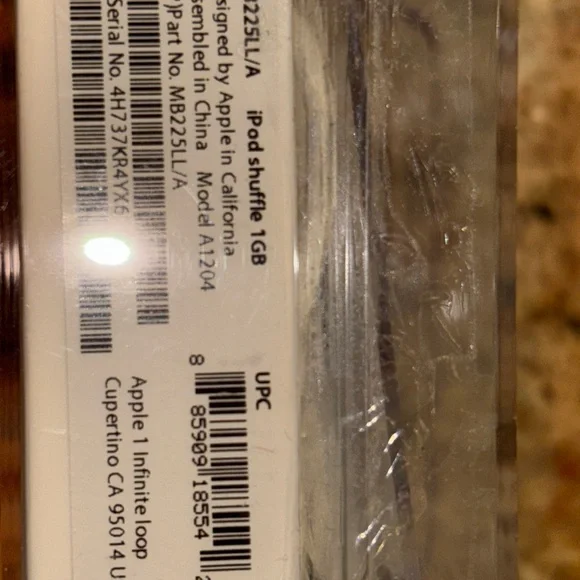 225LL/A iPod shuffle 1GB
signed by Apple in California
sembled in China Model A1204
)Part No. MB225LL/A
Serial No. 4H737KR4YX6
UPC
8 85909 18554
Apple 1 Infinite loop
Cupertino CA 95014 U